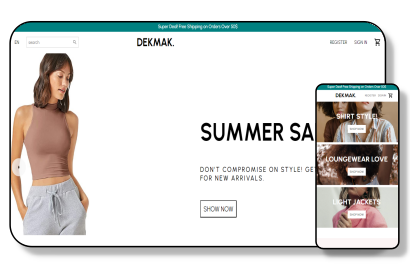 Super Deal! Free Shipping on Orders Over 50$
EN
Search
DEKMAK.
REGISTER
SIGN IN
SUMMER SA
DON'T COMPROMISE ON STYLE! GE
FOR NEW ARRIVALS.
SHOW NOW
Super Deal! Free Shipping on Orders Over 50$
DEKMAK.
REGISTER
SIGN IN
SHIRT STYLE!
SHOP NOW
LOUNGEWEAR LOVE
SHOP NOW
LIGHT JACKETS
SHOP NOW